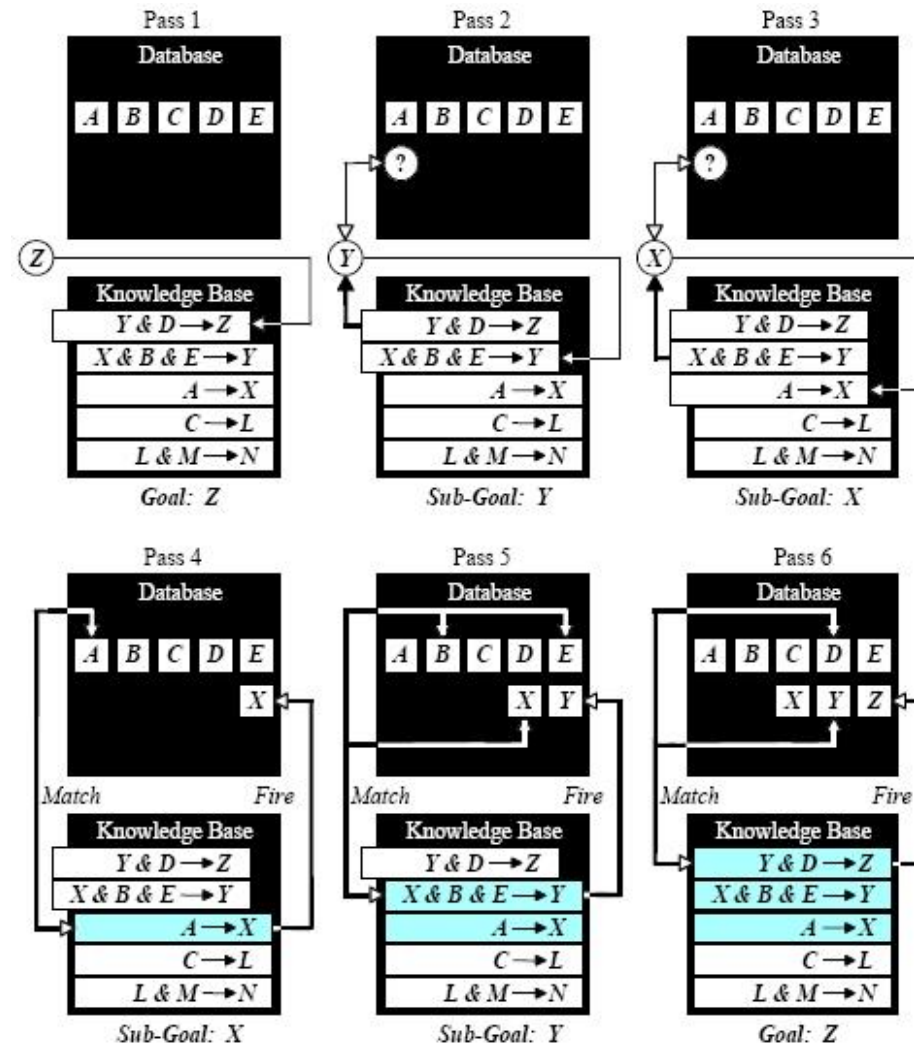 Pass 1
Database
A B C D E
Z
Knowledge Base
Y & D → Z
X & B & E → Y
A → X
C → L
L & M → N
Goal: Z
Pass 2
Database
A B C D E
?
Y
Knowledge Base
Y & D → Z
X & B & E → Y
A → X
C → L
L & M → N
Sub-Goal: Y
Pass 3
Database
A B C D E
?
X
Knowledge Base
Y & D → Z
X & B & E → Y
A → X
C → L
L & M → N
Sub-Goal: X
Pass 4
Database
A B C D E
X
Match Fire
Knowledge Base
Y & D → Z
X & B & E → Y
A → X
C → L
L & M → N
Sub-Goal: X
Pass 5
Database
A B C D E
X Y
Match Fire
Knowledge Base
Y & D → Z
X & B & E → Y
A → X
C → L
L & M → N
Sub-Goal: Y
Pass 6
Database
A B C D E
X Y Z
Match Fire
Knowledge Base
Y & D → Z
X & B & E → Y
A → X
C → L
L & M → N
Goal: Z